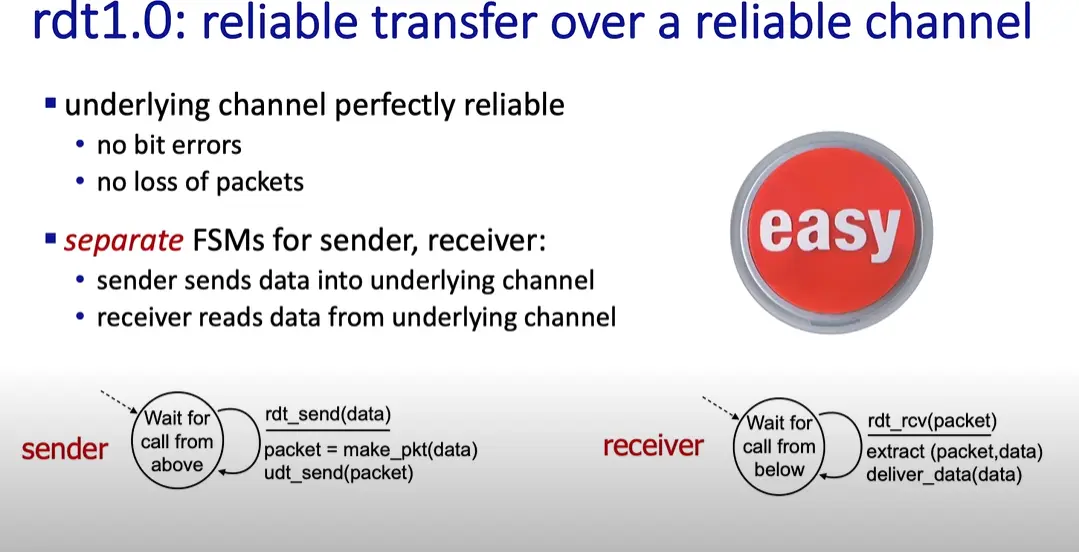 rdt1.0: reliable transfer over a reliable channel
underlying channel perfectly reliable
no bit errors
no loss of packets
separate FSMs for sender, receiver:
sender sends data into underlying channel
receiver reads data from underlying channel
easy
sender
Wait for
call from
above
rdt_send(data)
packet = make_pkt(data)
udt_send(packet)
receiver
Wait for
call from
below
rdt_rcv(packet)
extract (packet,data)
deliver_data(data)